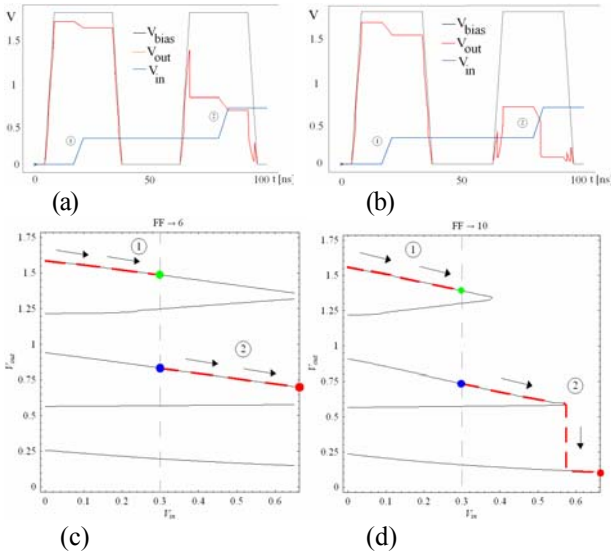 V
1.5
1
0.5
0
V_bias
V_out
V_in
①
②
0
50
100 t [ns]
(a)
V
1.5
1
0.5
0
V_bias
V_out
V_in
①
②
0
50
100 t [ns]
(b)
FF → 6
1.75
1.5
1.25
1
0.75
0.5
0.25
0
V_out
①
②
0
0.1
0.2
0.3
0.4
0.5
0.6
V_in
(c)
FF → 10
1.75
1.5
1.25
1
0.75
0.5
0.25
0
V_out
①
②
0
0.1
0.2
0.3
0.4
0.5
0.6
V_in
(d)